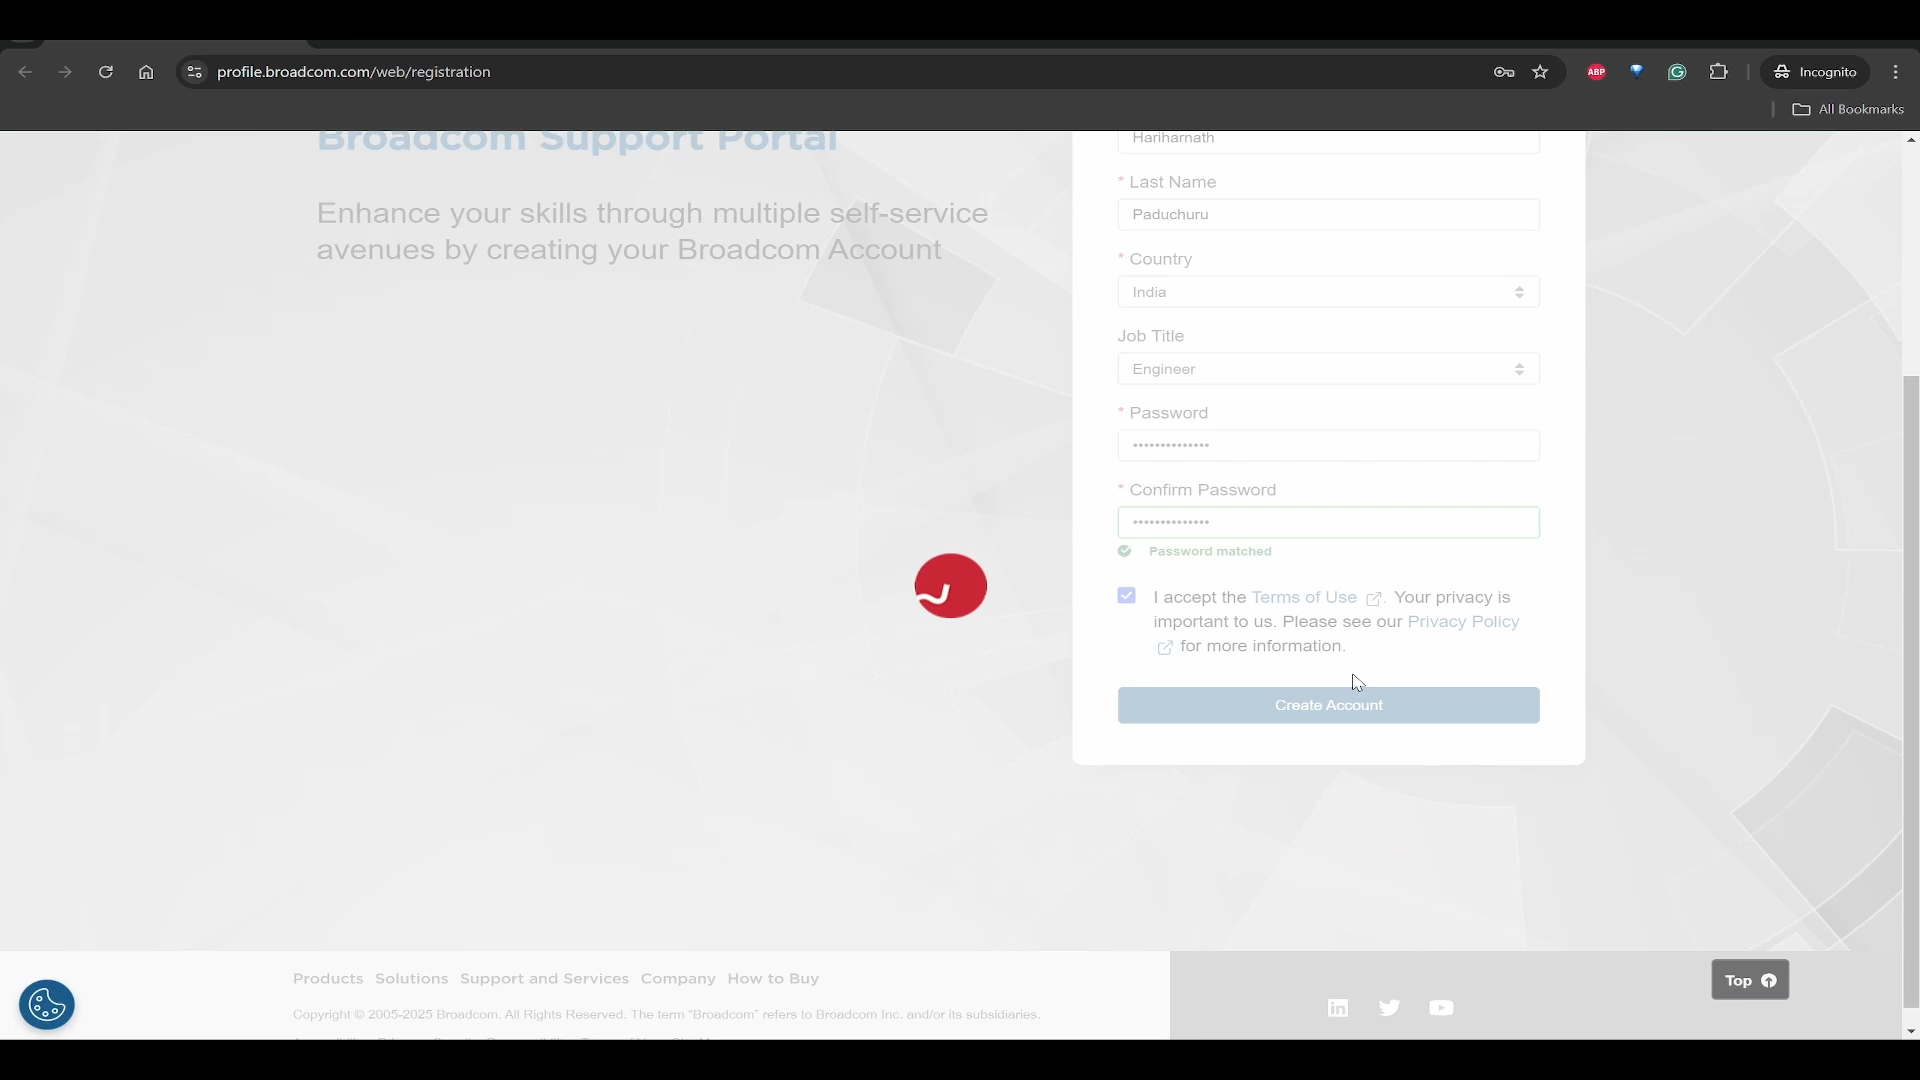 profile.broadcom.com/web/registration
ABP
Incognito
All Bookmarks
Broadcom Support Portal
Enhance your skills through multiple self-service
avenues by creating your Broadcom Account
Hariharnath
* Last Name
Paduchuru
* Country
India
Job Title
Engineer
* Password
••••••••••••••
* Confirm Password
••••••••••••••
Password matched
I accept the Terms of Use . Your privacy is
important to us. Please see our Privacy Policy
for more information.
Create Account
Products Solutions Support and Services Company How to Buy
Top
Copyright © 2005-2025 Broadcom. All Rights Reserved. The term "Broadcom" refers to Broadcom Inc. and/or its subsidiaries.